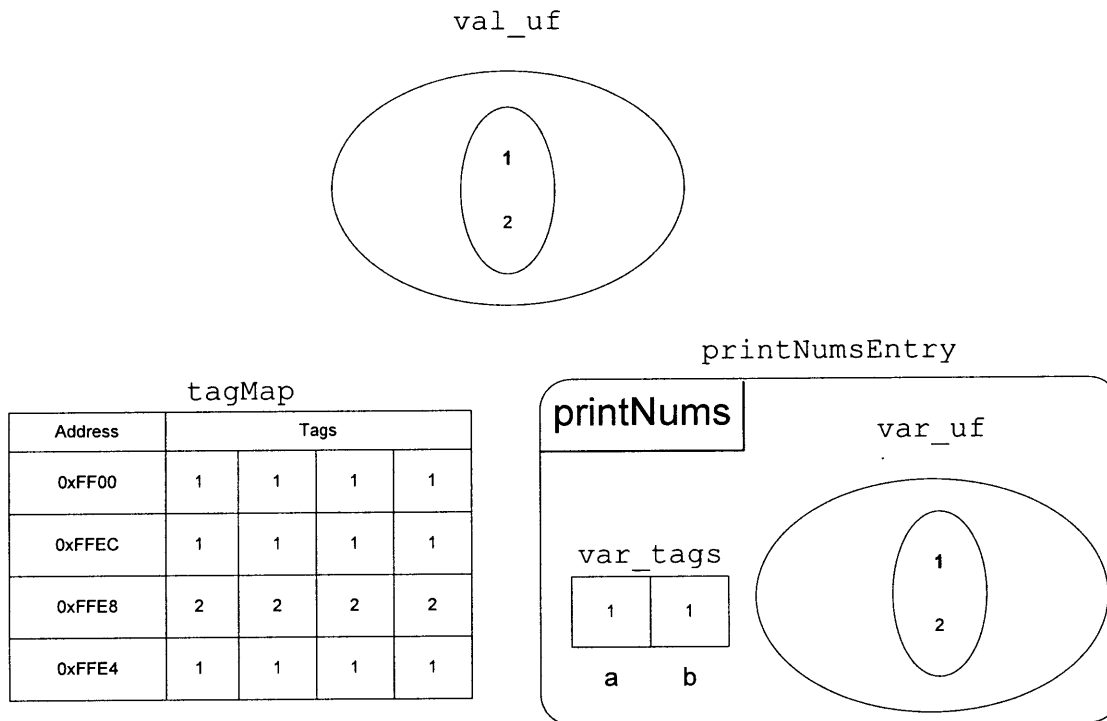 val_uf
1
2
tagMap
Address Tags
0xFF00 1 1 1 1
0xFFEC 1 1 1 1
0xFFE8 2 2 2 2
0xFFE4 1 1 1 1
printNumsEntry
printNums
var_uf
1
2
var_tags
1 1
a b